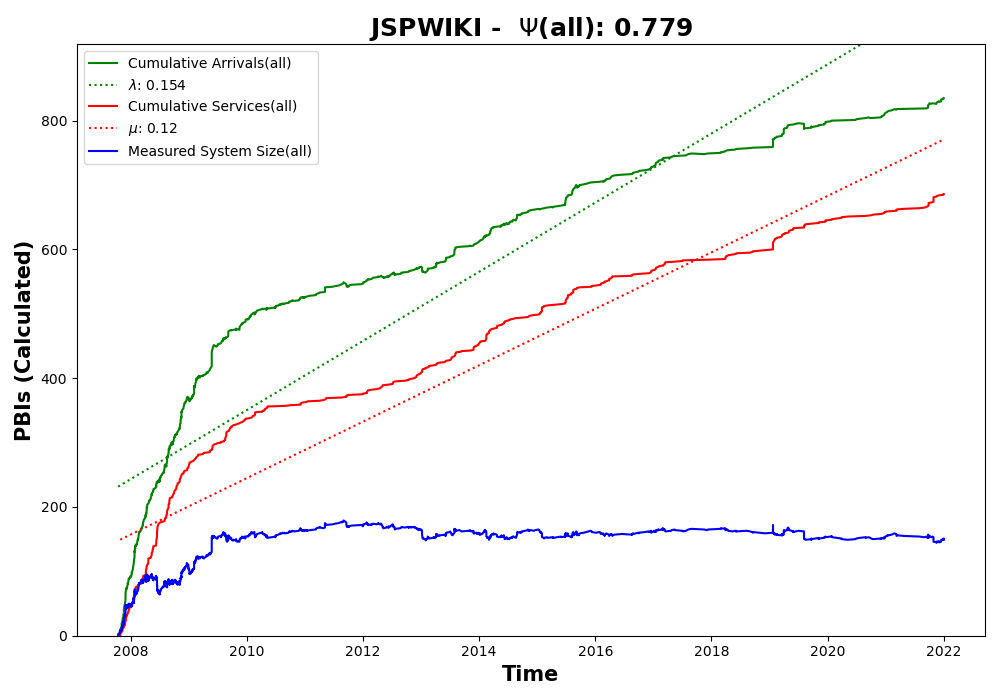 JSPWIKI - Ψ(all): 0.779
Cumulative Arrivals(all)
λ: 0.154
Cumulative Services(all)
μ: 0.12
Measured System Size(all)
PBIs (Calculated)
800
600
400
200
0
2008 2010 2012 2014 2016 2018 2020 2022
Time